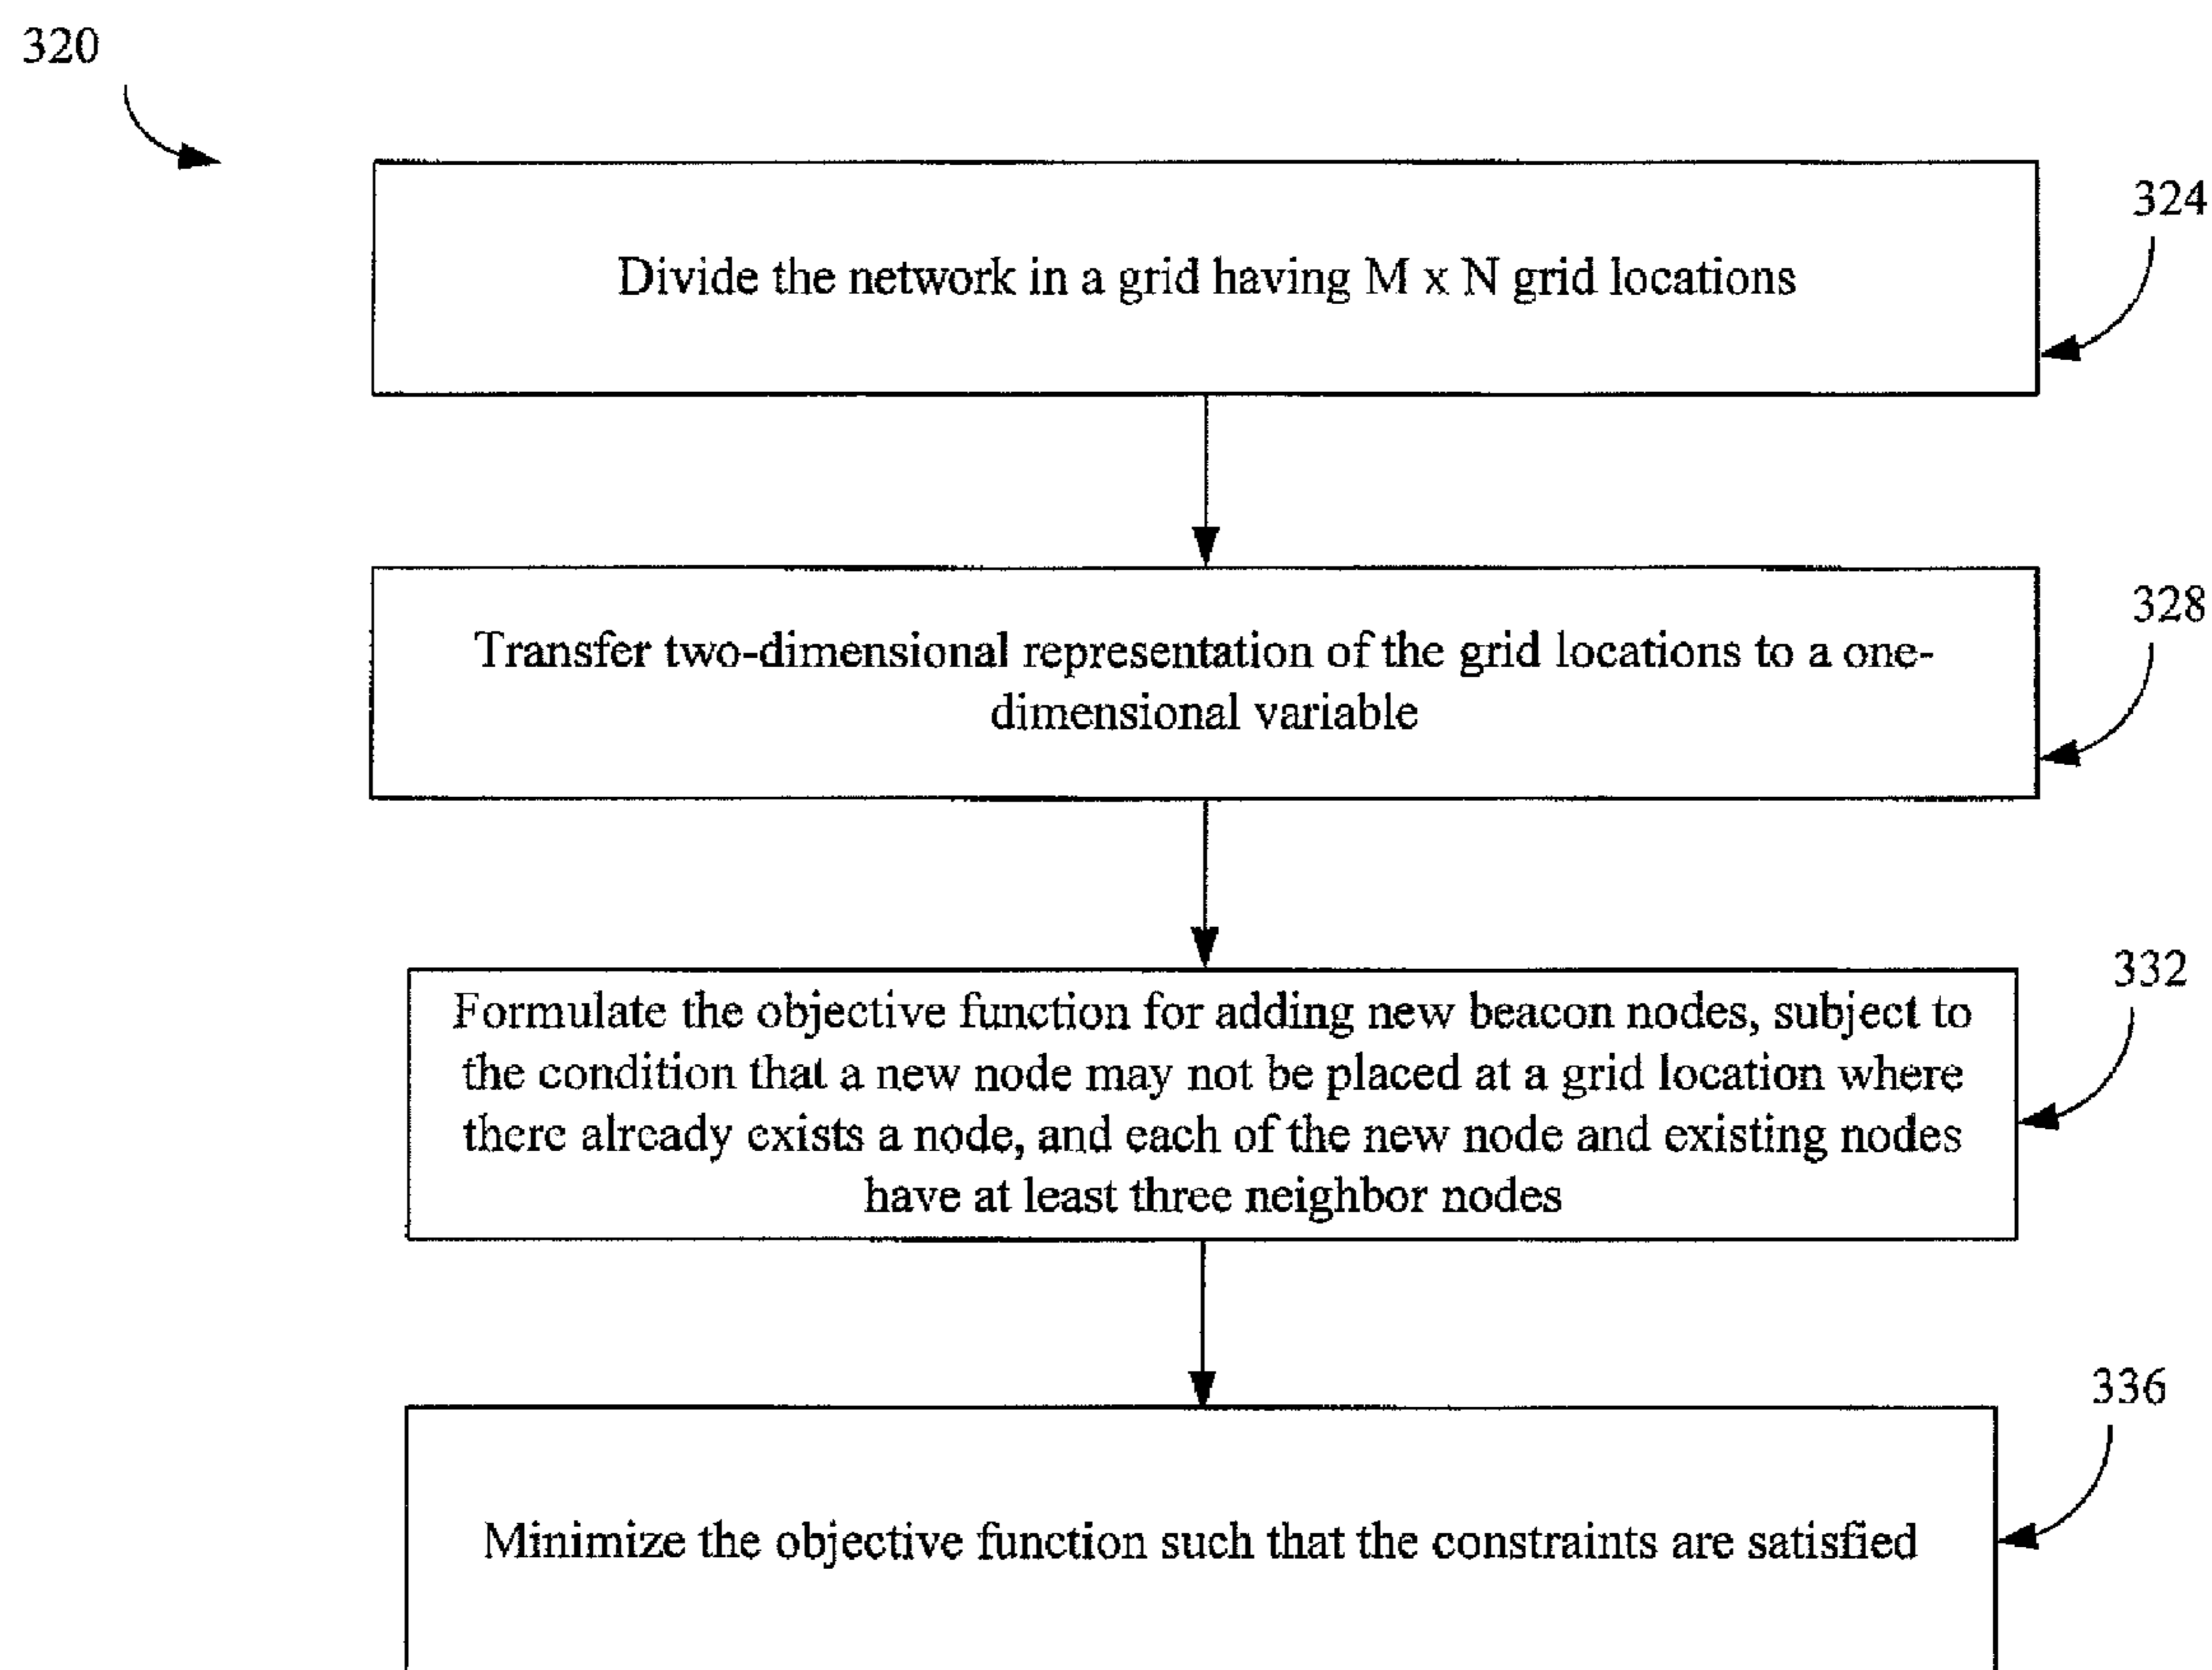 320
324
Divide the network in a grid having M x N grid locations
328
Transfer two-dimensional representation of the grid locations to a one-
dimensional variable
332
Formulate the objective function for adding new beacon nodes, subject to
the condition that a new node may not be placed at a grid location where
there already exists a node, and each of the new node and existing nodes
have at least three neighbor nodes
336
Minimize the objective function such that the constraints are satisfied